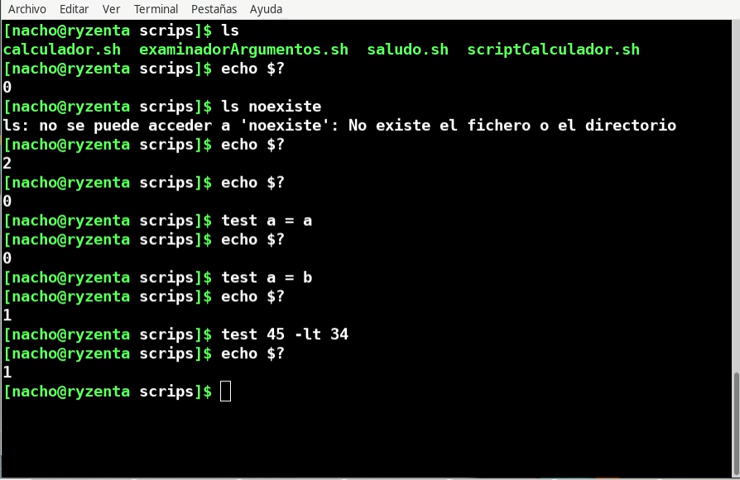 Archivo Editar Ver Terminal Pestañas Ayuda
[nacho@ryzenta scrips]$ ls
calculador.sh examinadorArgumentos.sh saludo.sh scriptCalculador.sh
[nacho@ryzenta scrips]$ echo $?
0
[nacho@ryzenta scrips]$ ls noexiste
ls: no se puede acceder a 'noexiste': No existe el fichero o el directorio
[nacho@ryzenta scrips]$ echo $?
2
[nacho@ryzenta scrips]$ echo $?
0
[nacho@ryzenta scrips]$ test a = a
[nacho@ryzenta scrips]$ echo $?
0
[nacho@ryzenta scrips]$ test a = b
[nacho@ryzenta scrips]$ echo $?
1
[nacho@ryzenta scrips]$ test 45 -lt 34
[nacho@ryzenta scrips]$ echo $?
1
[nacho@ryzenta scrips]$